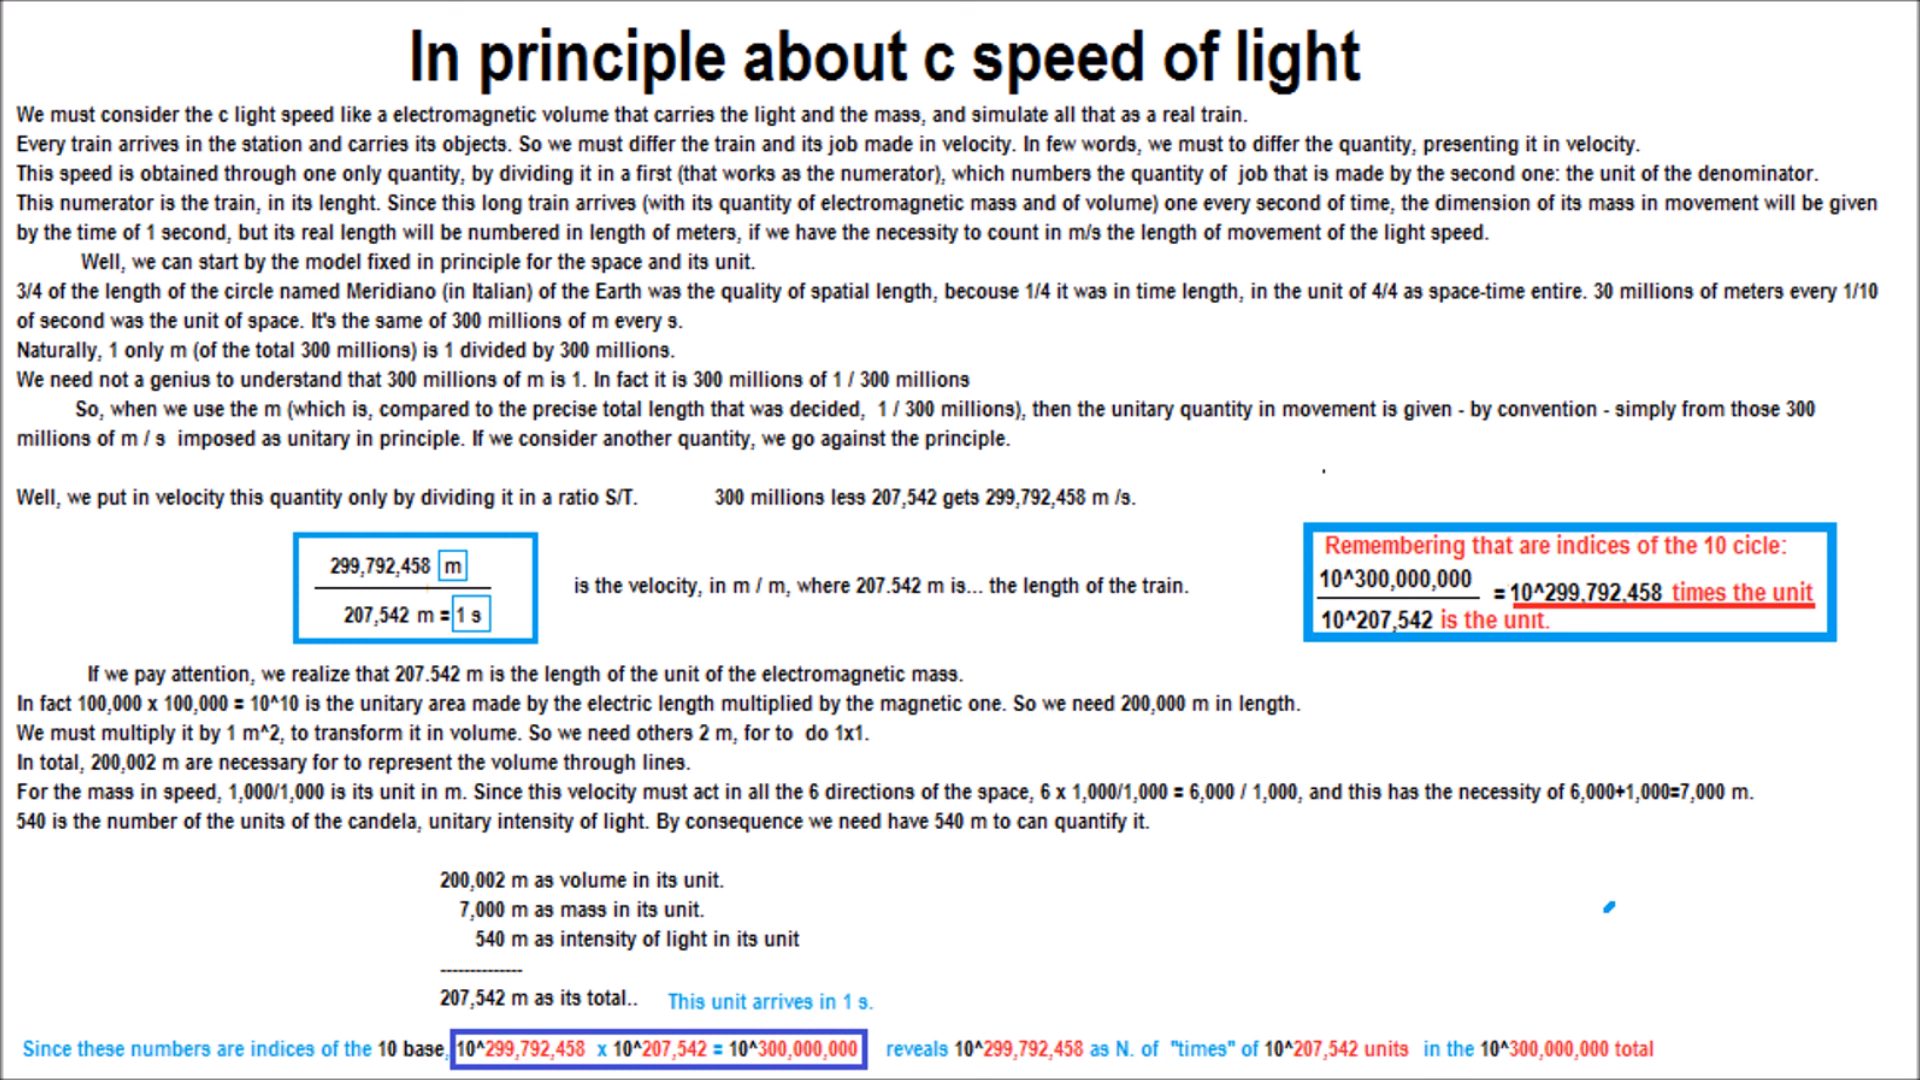 In principle about c speed of light
We must consider the c light speed like a electromagnetic volume that carries the light and the mass, and simulate all that as a real train.
Every train arrives in the station and carries its objects. So we must differ the train and its job made in velocity. In few words, we must to differ the quantity, presenting it in velocity.
This speed is obtained through one only quantity, by dividing it in a first (that works as the numerator), which numbers the quantity of job that is made by the second one: the unit of the denominator.
This numerator is the train, in its lenght. Since this long train arrives (with its quantity of electromagnetic mass and of volume) one every second of time, the dimension of its mass in movement will be given
by the time of 1 second, but its real length will be numbered in length of meters, if we have the necessity to count in m/s the length of movement of the light speed.
Well, we can start by the model fixed in principle for the space and its unit.
3/4 of the length of the circle named Meridiano (in Italian) of the Earth was the quality of spatial length, becouse 1/4 it was in time length, in the unit of 4/4 as space-time entire. 30 millions of meters every 1/10
of second was the unit of space. It's the same of 300 millions of m every s.
Naturally, 1 only m (of the total 300 millions) is 1 divided by 300 millions.
We need not a genius to understand that 300 millions of m is 1. In fact it is 300 millions of 1 / 300 millions
So, when we use the m (which is, compared to the precise total length that was decided, 1 / 300 millions), then the unitary quantity in movement is given - by convention - simply from those 300
millions of m / s imposed as unitary in principle. If we consider another quantity, we go against the principle.
Well, we put in velocity this quantity only by dividing it in a ratio S/T. 300 millions less 207,542 gets 299,792,458 m /s.
299,792,458 m
207,542 m = 1 s
is the velocity, in m / m, where 207.542 m is... the length of the train.
Remembering that are indices of the 10 cicle:
10^300,000,000
= 10^299,792,458 times the unit
10^207,542 is the unit.
If we pay attention, we realize that 207.542 m is the length of the unit of the electromagnetic mass.
In fact 100,000 x 100,000 = 10^10 is the unitary area made by the electric length multiplied by the magnetic one. So we need 200,000 m in length.
We must multiply it by 1 m^2, to transform it in volume. So we need others 2 m, for to do 1x1.
In total, 200,002 m are necessary for to represent the volume through lines.
For the mass in speed, 1,000/1,000 is its unit in m. Since this velocity must act in all the 6 directions of the space, 6 x 1,000/1,000 = 6,000 / 1,000, and this has the necessity of 6,000+1,000=7,000 m.
540 is the number of the units of the candela, unitary intensity of light. By consequence we need have 540 m to can quantify it.
200,002 m as volume in its unit.
7,000 m as mass in its unit.
540 m as intensity of light in its unit
--------------
207,542 m as its total.. This unit arrives in 1 s.
Since these numbers are indices of the 10 base, 10^299,792,458 x 10^207,542 = 10^300,000,000 reveals 10^299,792,458 as N. of "times" of 10^207,542 units in the 10^300,000,000 total